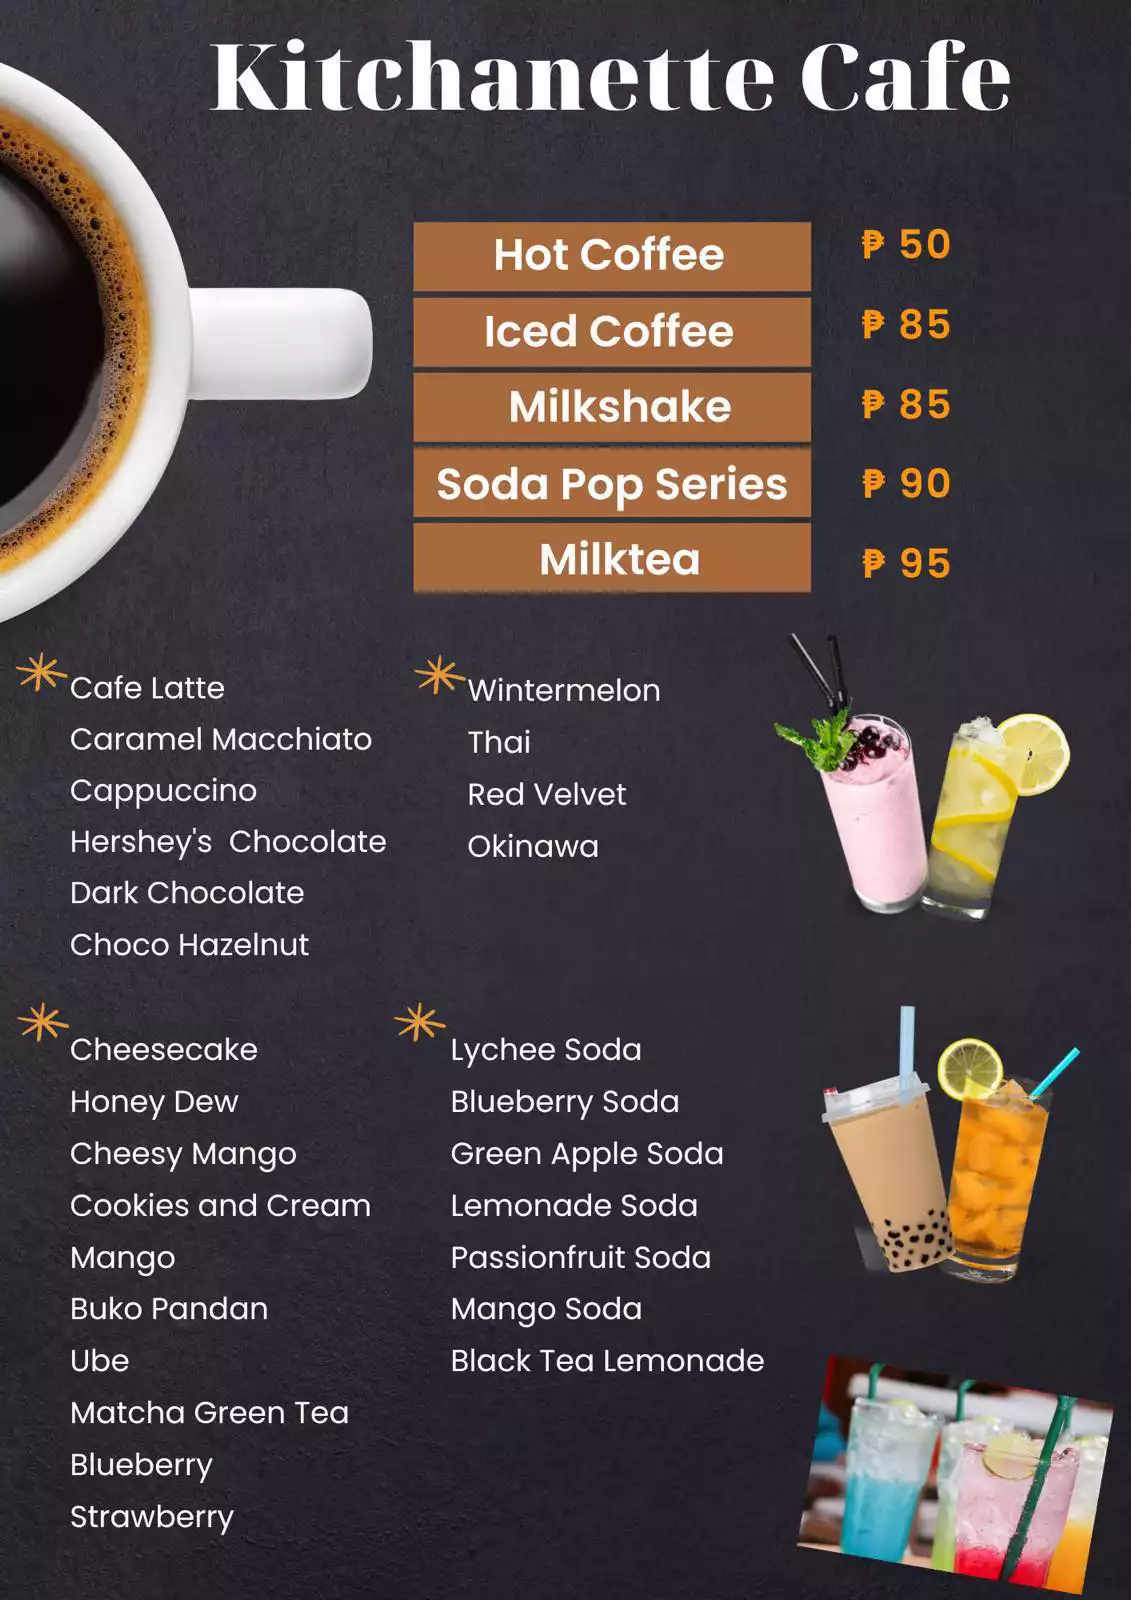 Kitchanette Cafe
Hot Coffee ₱ 50
Iced Coffee ₱ 85
Milkshake ₱ 85
Soda Pop Series ₱ 90
Milktea ₱ 95
Cafe Latte
Caramel Macchiato
Cappuccino
Hershey's  Chocolate
Dark Chocolate
Choco Hazelnut
Wintermelon
Thai
Red Velvet
Okinawa
Cheesecake
Honey Dew
Cheesy Mango
Cookies and Cream
Mango
Buko Pandan
Ube
Matcha Green Tea
Blueberry
Strawberry
Lychee Soda
Blueberry Soda
Green Apple Soda
Lemonade Soda
Passionfruit Soda
Mango Soda
Black Tea Lemonade